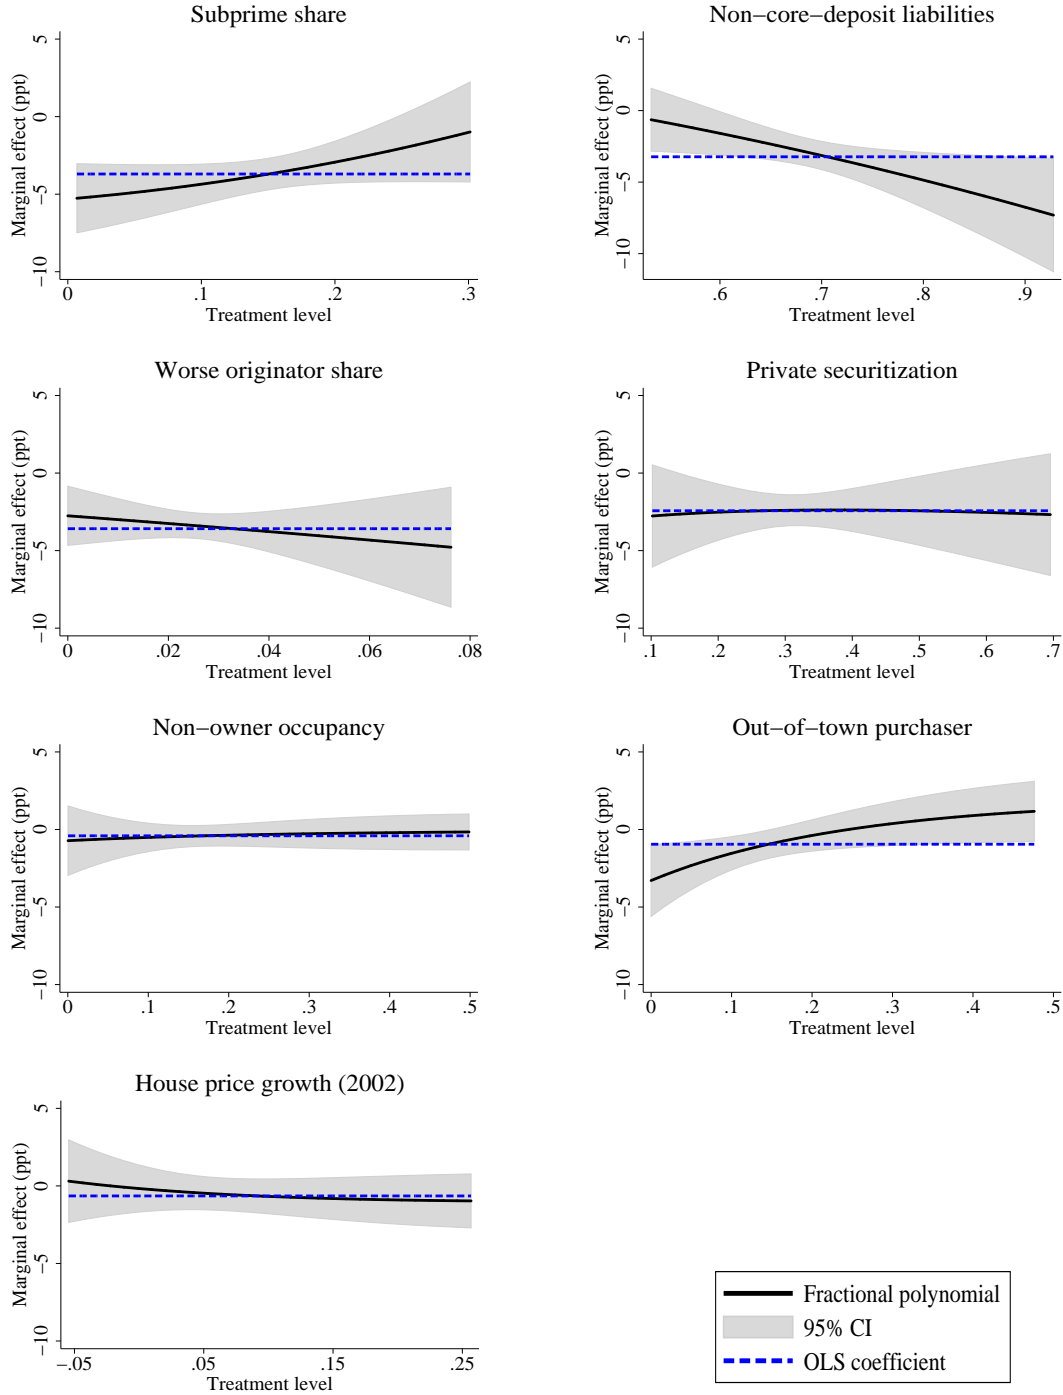 Subprime share
Marginal effect (ppt)
5
0
−5
−10
0 .1 .2 .3
Treatment level
Non−core−deposit liabilities
Marginal effect (ppt)
5
0
−5
−10
.6 .7 .8 .9
Treatment level
Worse originator share
Marginal effect (ppt)
5
0
−5
−10
0 .02 .04 .06 .08
Treatment level
Private securitization
Marginal effect (ppt)
5
0
−5
−10
.1 .2 .3 .4 .5 .6 .7
Treatment level
Non−owner occupancy
Marginal effect (ppt)
5
0
−5
−10
0 .1 .2 .3 .4 .5
Treatment level
Out−of−town purchaser
Marginal effect (ppt)
5
0
−5
−10
0 .1 .2 .3 .4 .5
Treatment level
House price growth (2002)
Marginal effect (ppt)
5
0
−5
−10
−.05 .05 .15 .25
Treatment level
Fractional polynomial
95% CI
OLS coefficient